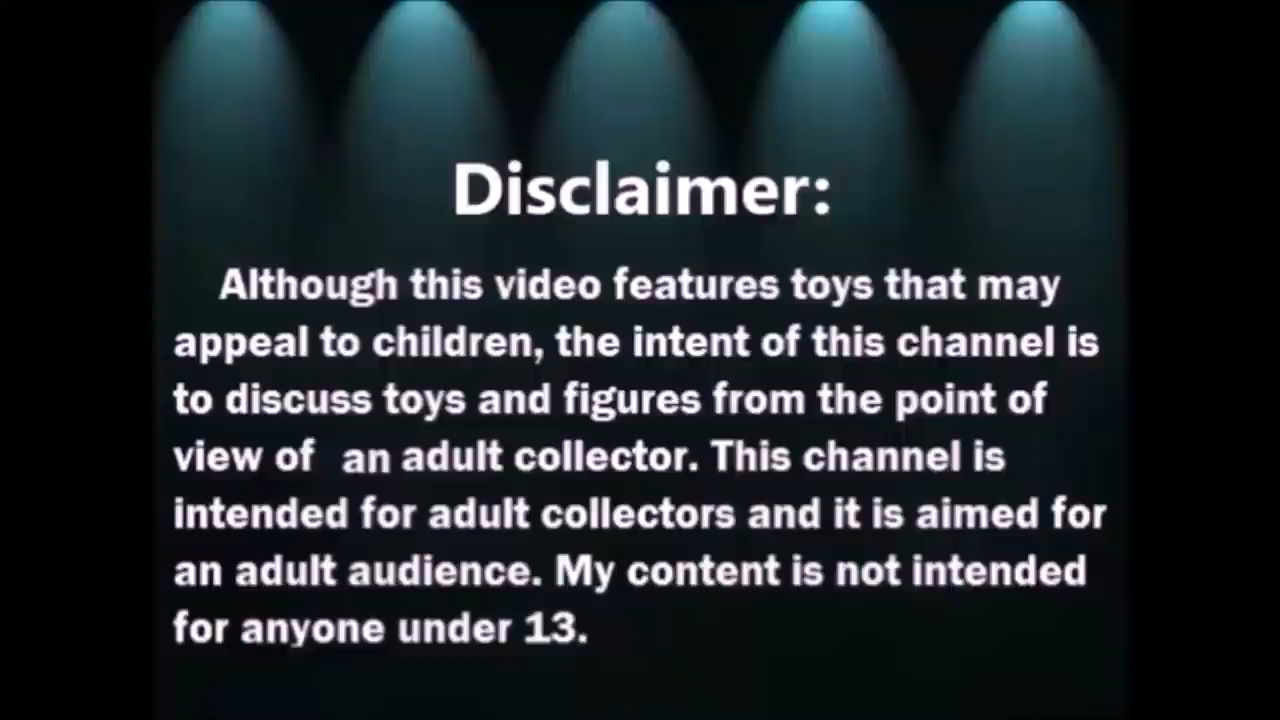 Disclaimer:
Although this video features toys that may
appeal to children, the intent of this channel is
to discuss toys and figures from the point of
view of an adult collector. This channel is
intended for adult collectors and it is aimed for
an adult audience. My content is not intended
for anyone under 13.